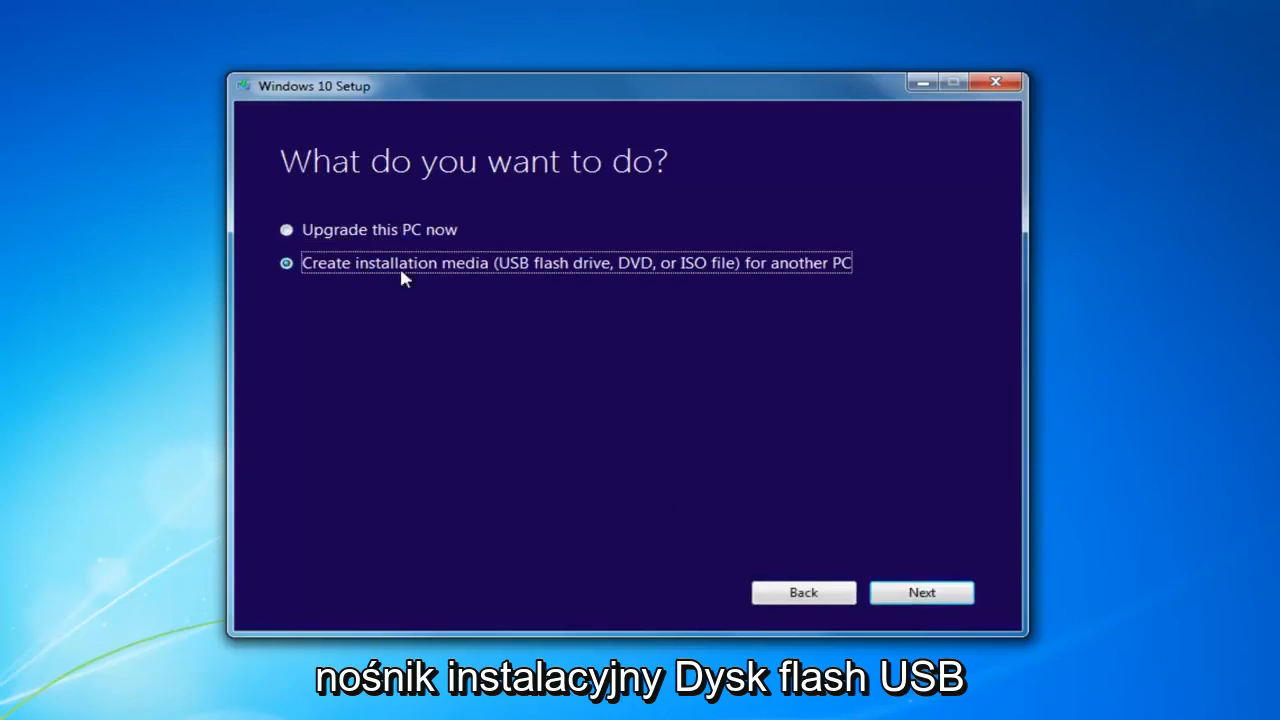 Windows 10 Setup
What do you want to do?
Upgrade this PC now
Create installation media (USB flash drive, DVD, or ISO file) for another PC
Back
Next
nośnik instalacyjny Dysk flash USB